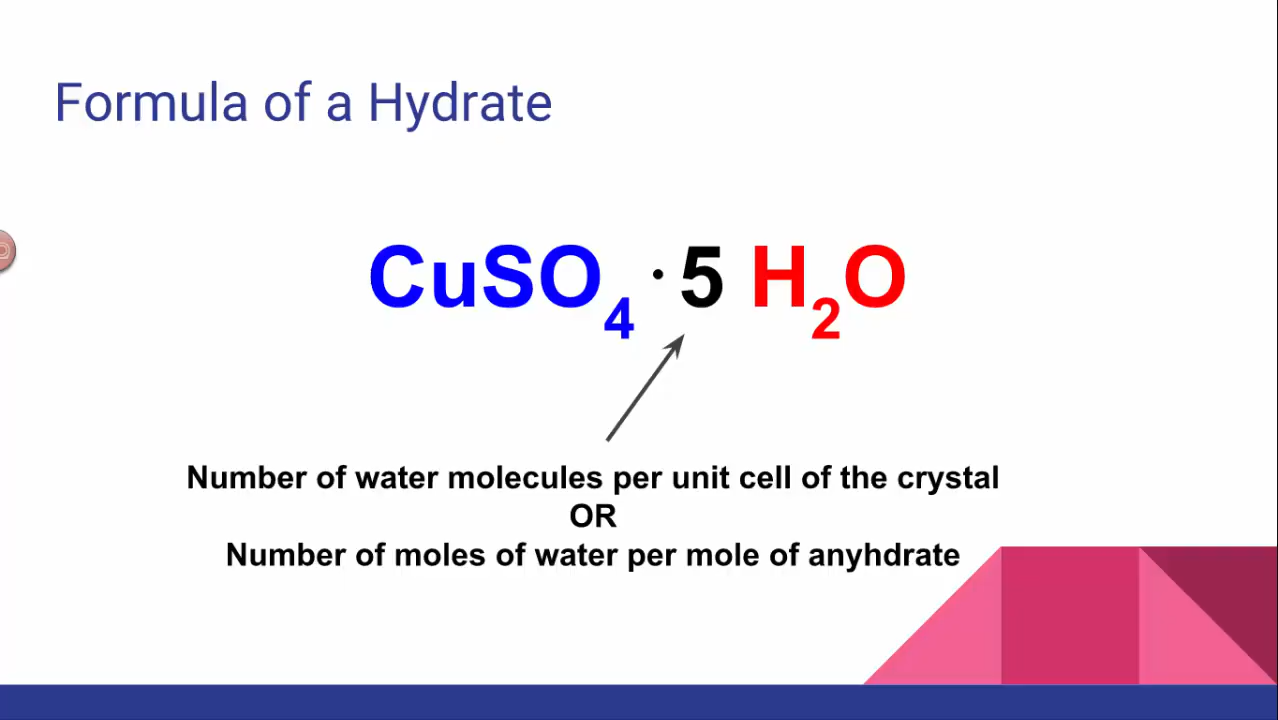 Formula of a Hydrate
CuSO₄ · 5 H₂O
Number of water molecules per unit cell of the crystal
OR
Number of moles of water per mole of anyhdrate